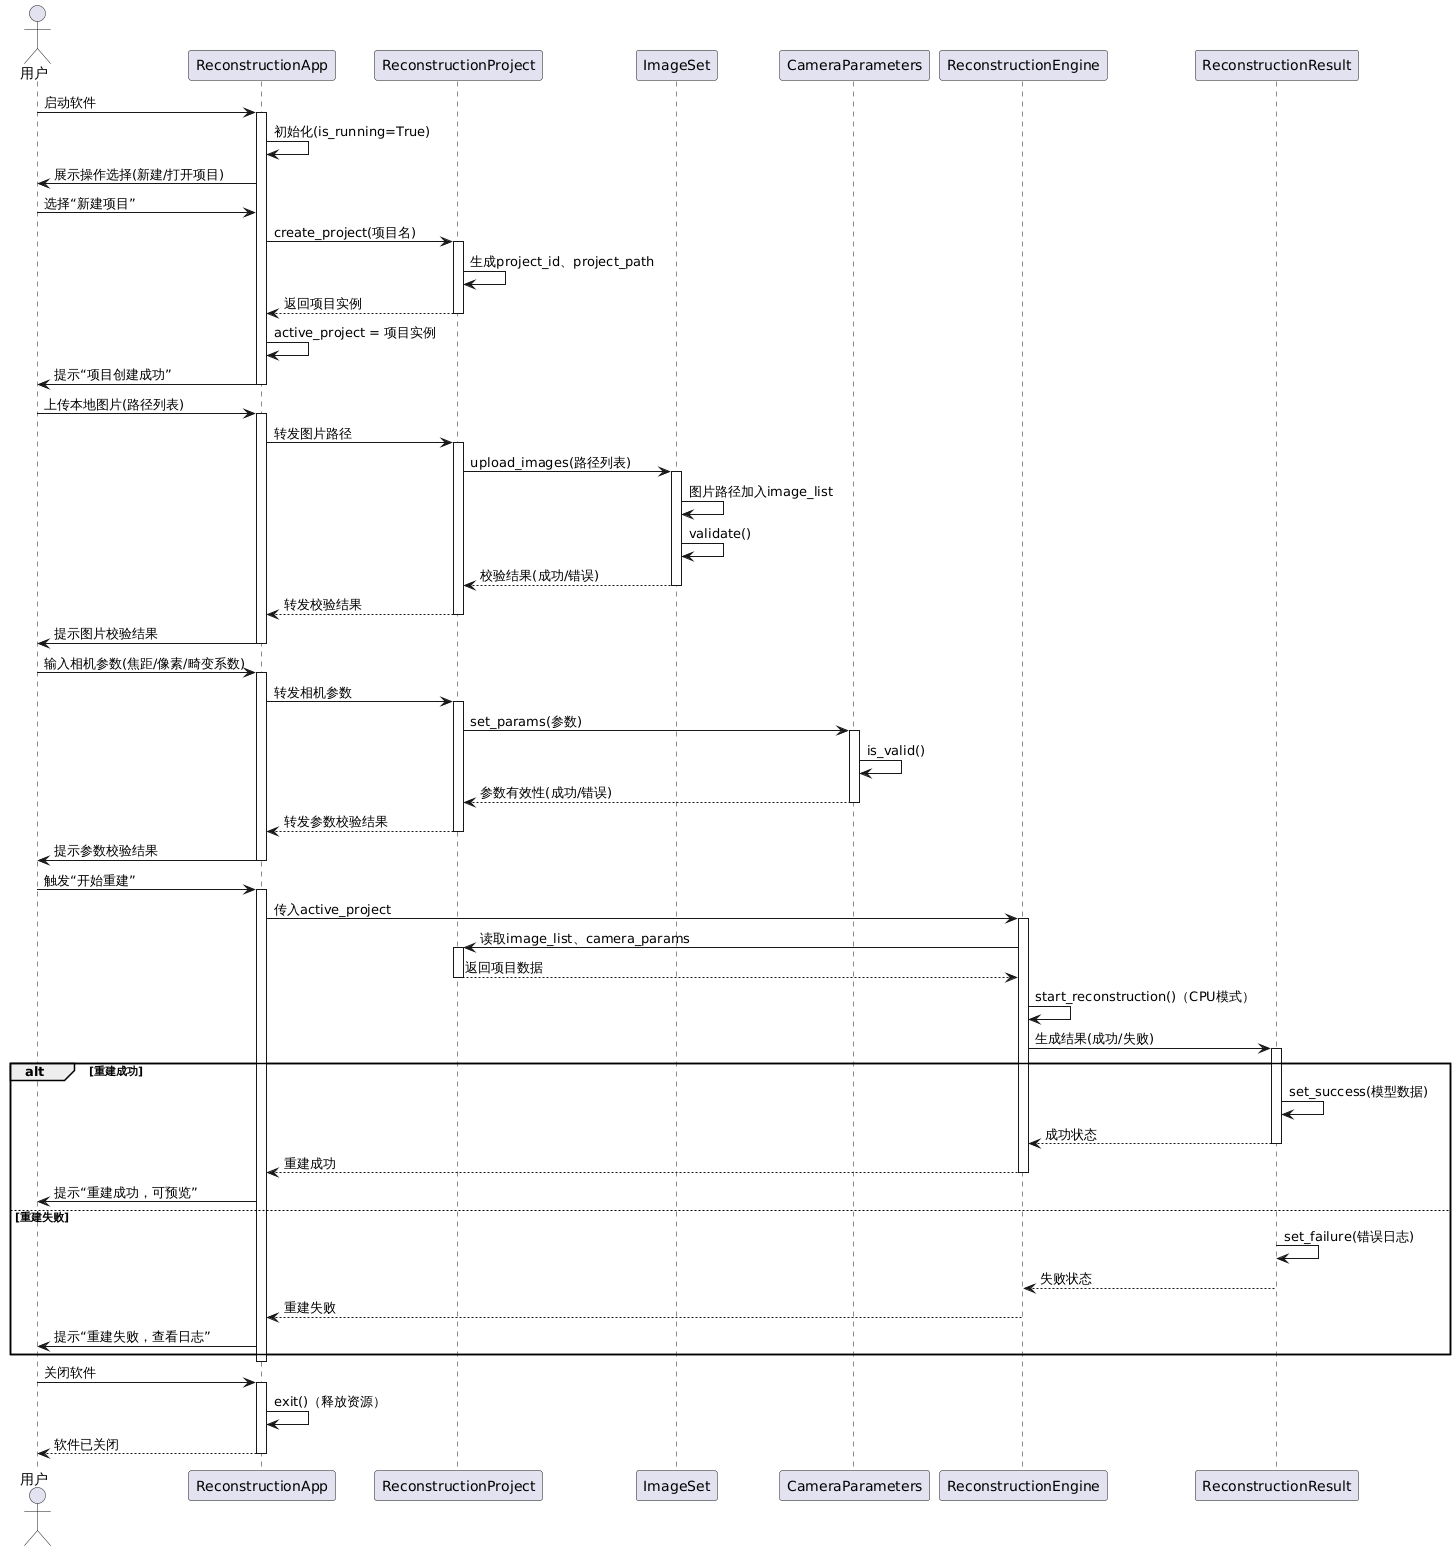 用户
ReconstructionApp
ReconstructionProject
ImageSet
CameraParameters
ReconstructionEngine
ReconstructionResult
启动软件
初始化(is_running=True)
展示操作选择(新建/打开项目)
选择“新建项目”
create_project(项目名)
生成project_id、project_path
返回项目实例
active_project = 项目实例
提示“项目创建成功”
上传本地图片(路径列表)
转发图片路径
upload_images(路径列表)
图片路径加入image_list
validate()
校验结果(成功/错误)
转发校验结果
提示图片校验结果
输入相机参数(焦距/像素/畸变系数)
转发相机参数
set_params(参数)
is_valid()
参数有效性(成功/错误)
转发参数校验结果
提示参数校验结果
触发“开始重建”
传入active_project
读取image_list、camera_params
返回项目数据
start_reconstruction()（CPU模式）
生成结果(成功/失败)
alt [重建成功]
set_success(模型数据)
成功状态
重建成功
提示“重建成功，可预览”
[重建失败]
set_failure(错误日志)
失败状态
重建失败
提示“重建失败，查看日志”
关闭软件
exit()（释放资源）
软件已关闭
用户
ReconstructionApp
ReconstructionProject
ImageSet
CameraParameters
ReconstructionEngine
ReconstructionResult